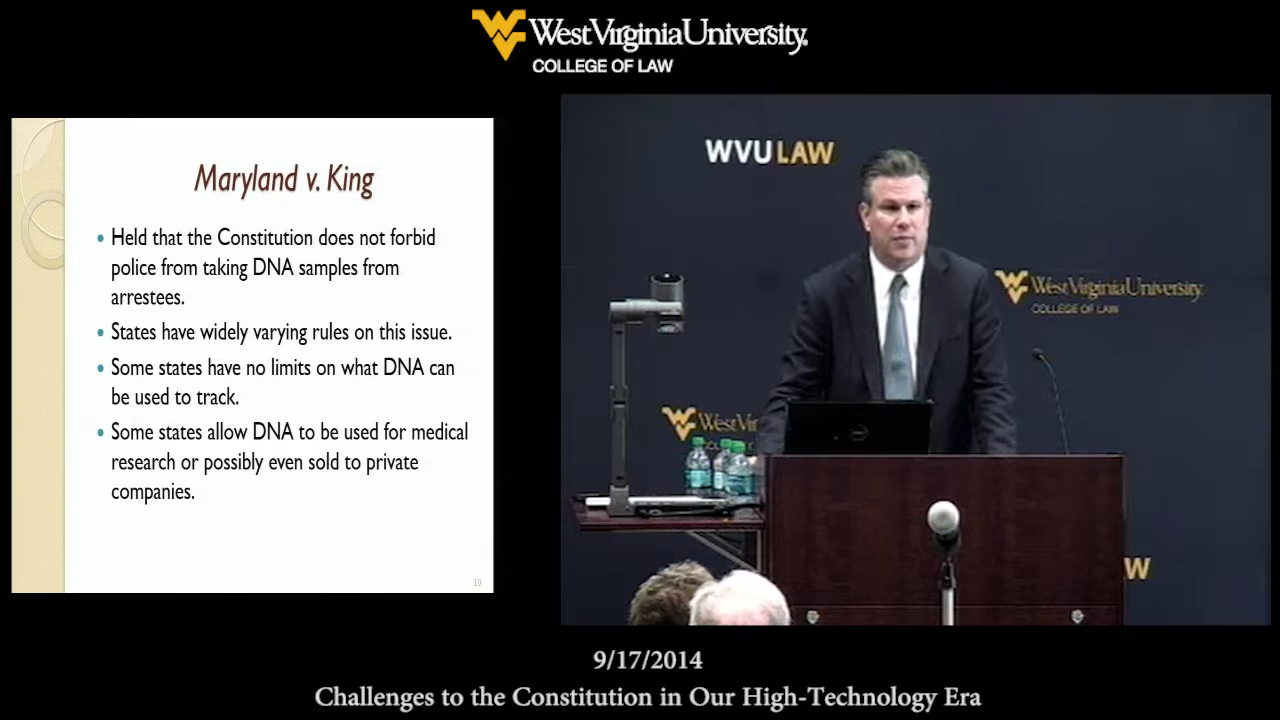 West Virginia University.
COLLEGE OF LAW
Maryland v. King
• Held that the Constitution does not forbid
police from taking DNA samples from
arrestees.
• States have widely varying rules on this issue.
• Some states have no limits on what DNA can
be used to track.
• Some states allow DNA to be used for medical
research or possibly even sold to private
companies.
10
WVU LAW
West Virginia University
COLLEGE OF LAW
West Vir
W
9/17/2014
Challenges to the Constitution in Our High-Technology Era